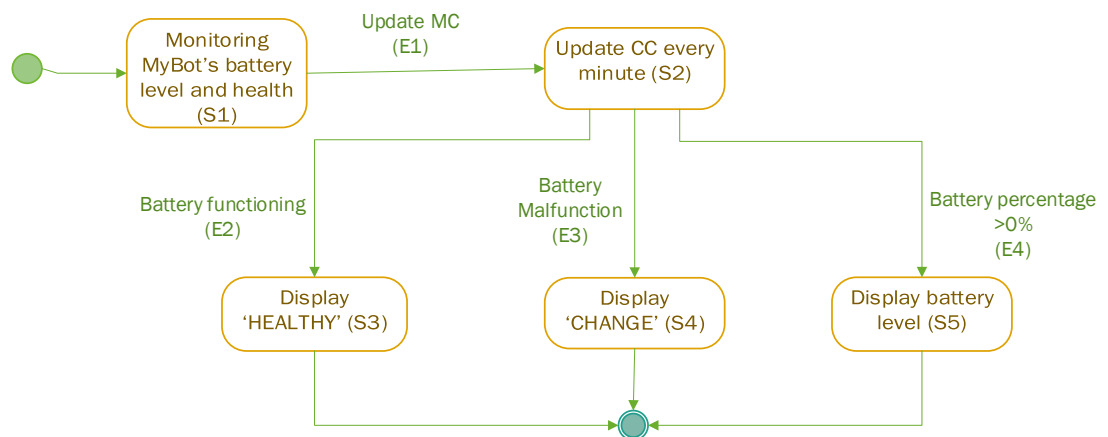 Monitoring
MyBot’s battery
level and health
(S1)
Update MC
(E1)
Update CC every
minute (S2)
Battery functioning
(E2)
Battery
Malfunction
(E3)
Battery percentage
>0%
(E4)
Display
‘HEALTHY’ (S3)
Display
‘CHANGE’ (S4)
Display battery
level (S5)